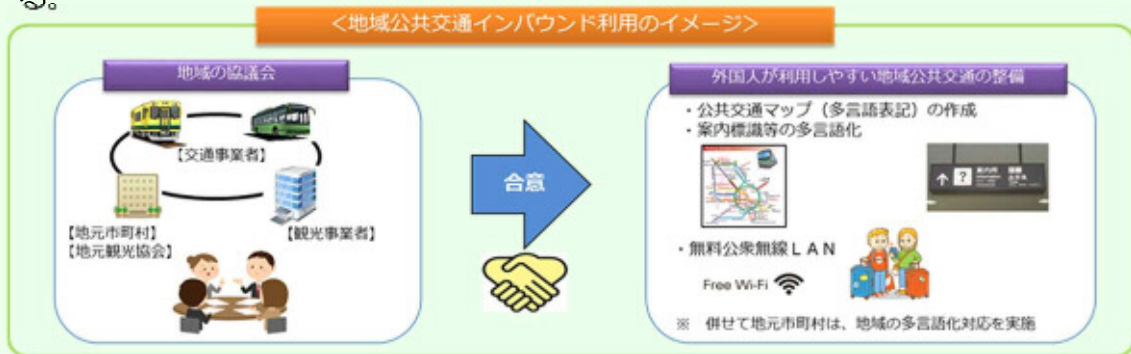 る。
＜地域公共交通インバウンド利用のイメージ＞
地域の協議会
【交通事業者】
【地元市町村】
【地元観光協会】
【観光事業者】
合意
外国人が利用しやすい地域公共交通の整備
・公共交通マップ（多言語表記）の作成
・案内標識等の多言語化
?
・無料公衆無線ＬＡＮ
Free Wi-Fi
※　併せて地元市町村は、地域の多言語化対応を実施